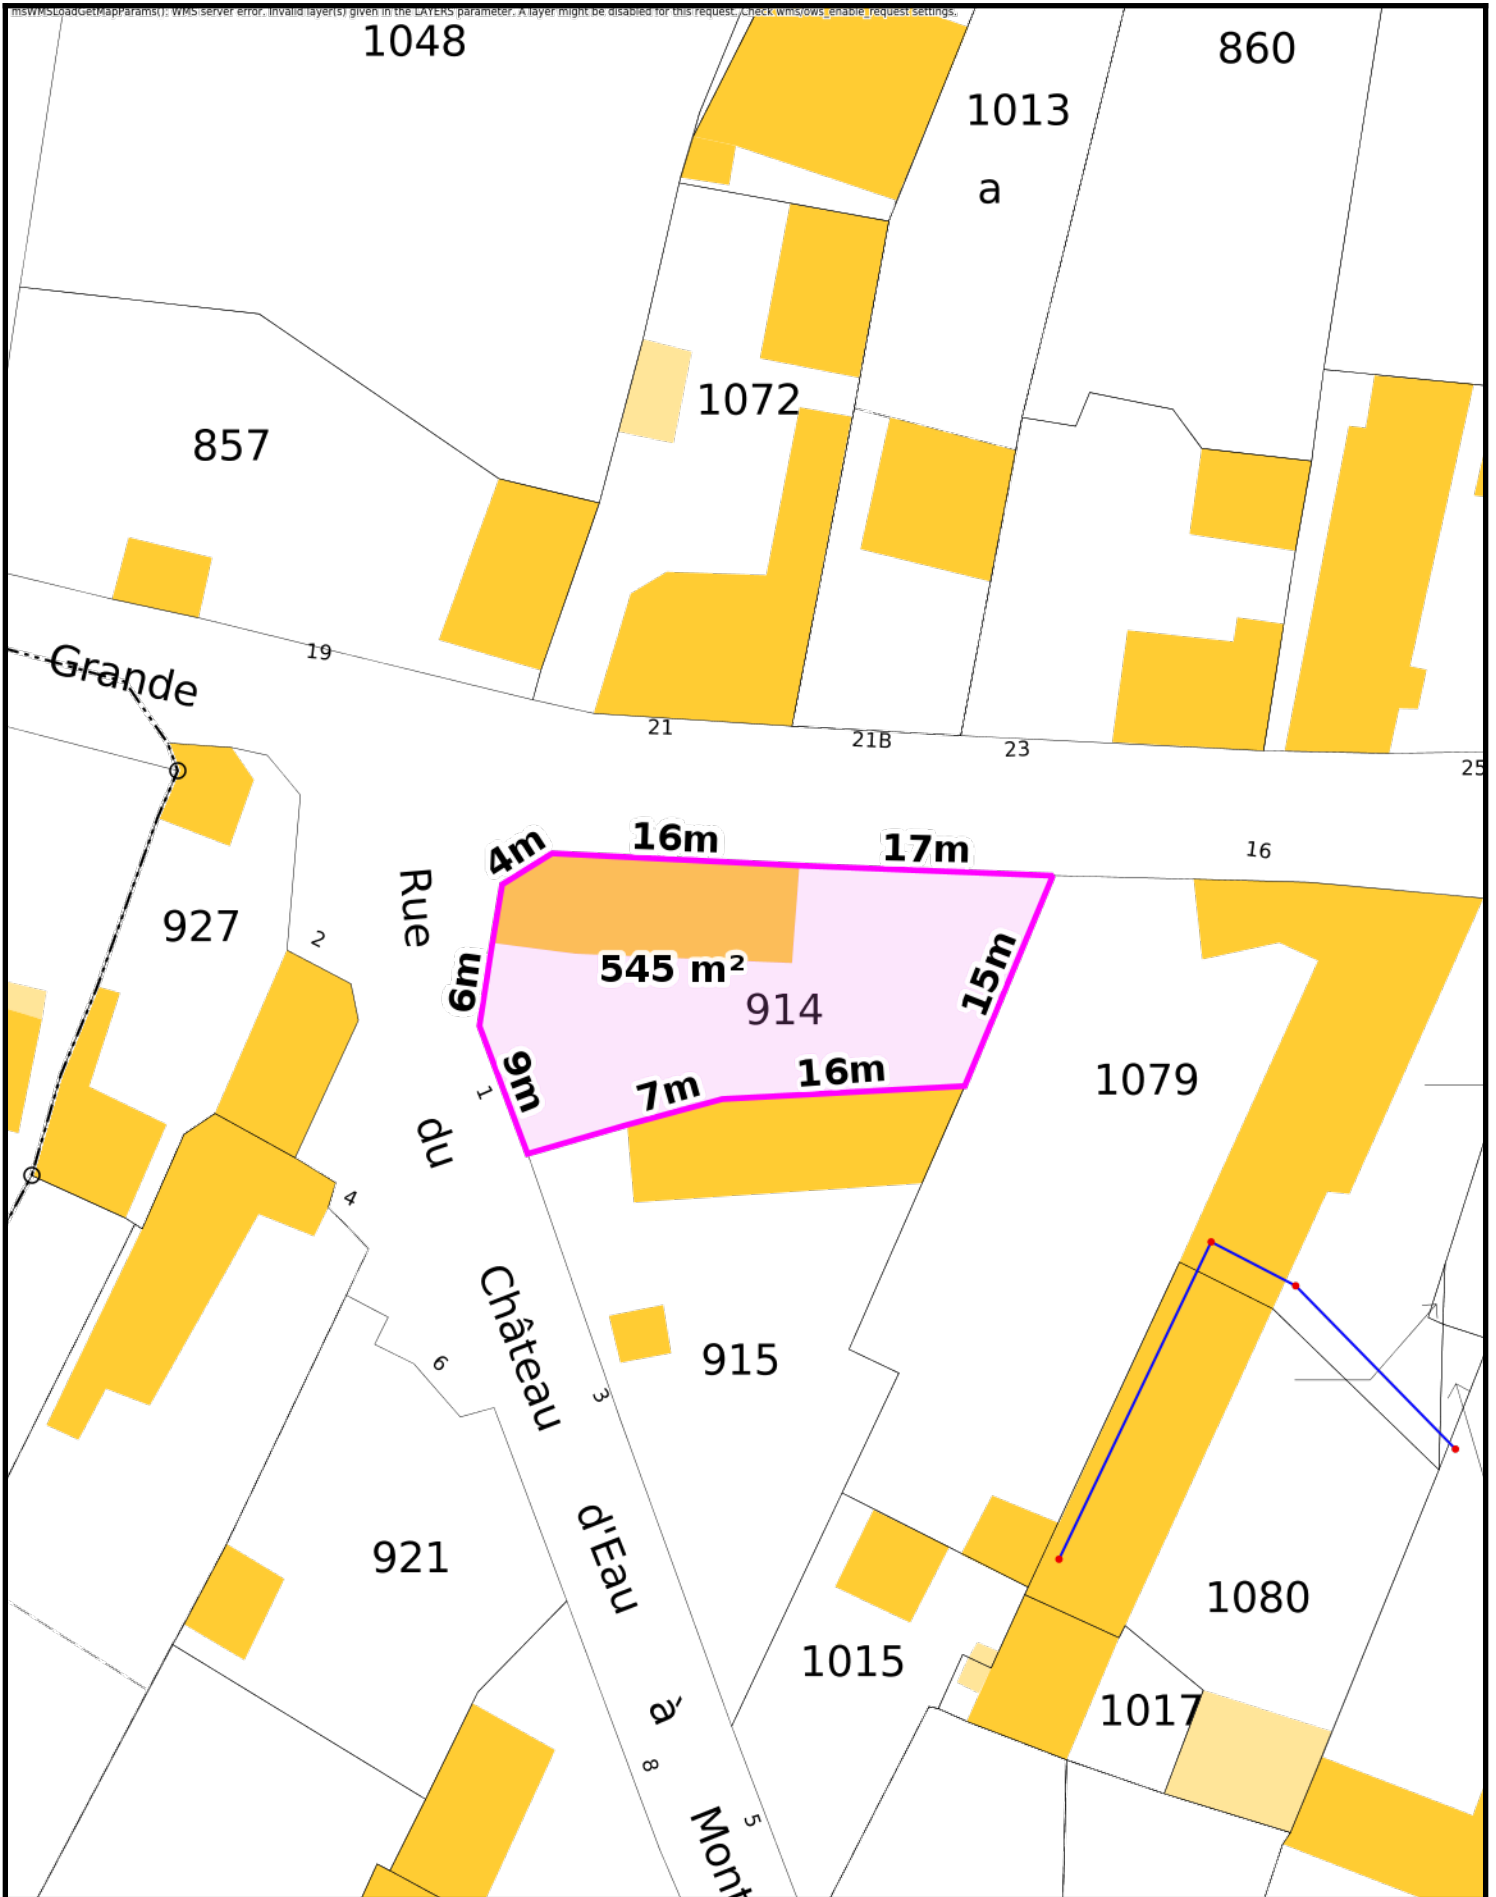 msWMSLoadGetMapParams(): WMS server error. Invalid layer(s) given in the LAYERS parameter. A layer might be disabled for this request. Check wms/ows_enable_request settings.
1048
860
1013
a
1072
857
19
Grande
21
21B
23
25
16m
17m
4m
16
Rue
927
2
6m
545 m²
15m
914
9m
7m
16m
1079
1
du
4
Château
6
915
3
921
d'Eau
1080
1015
à
1017
8
5
Mont